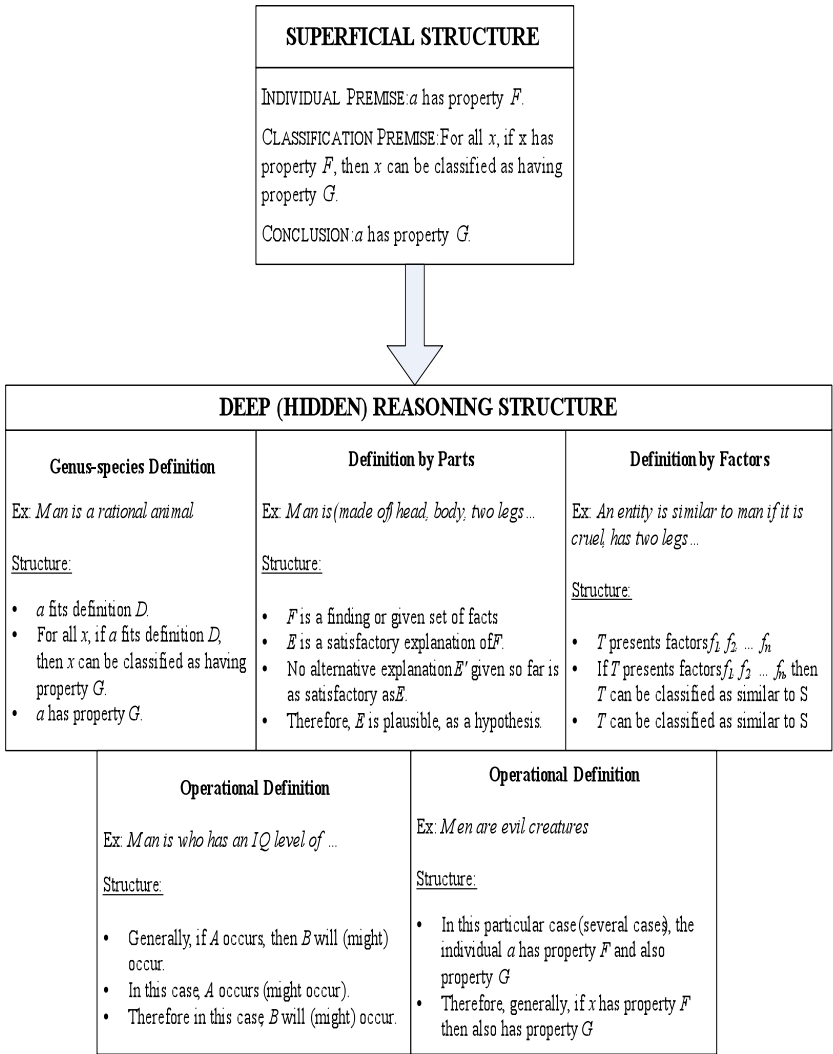 SUPERFICIAL STRUCTURE
INDIVIDUAL PREMISE: a has property F.
CLASSIFICATION PREMISE: For all x, if x has
property F, then x can be classified as having
property G.
CONCLUSION: a has property G.
DEEP (HIDDEN) REASONING STRUCTURE
Genus-species Definition
Ex: Man is a rational animal
Structure:
• a fits definition D.
• For all x, if a fits definition D,
then x can be classified as having
property G.
• a has property G.
Definition by Parts
Ex: Man is (made of) head, body, two legs…
Structure:
• F is a finding or given set of facts
• E is a satisfactory explanation of F.
• No alternative explanation E' given so far is
as satisfactory as E.
• Therefore, E is plausible, as a hypothesis.
Definition by Factors
Ex: An entity is similar to man if it is
cruel, has two legs…
Structure:
• T presents factors f1, f2, … fn
• If T presents factors f1, f2, … fn, then
T can be classified as similar to S
• T can be classified as similar to S
Operational Definition
Ex: Man is who has an IQ level of …
Structure:
• Generally, if A occurs, then B will (might)
occur.
• In this case, A occurs (might occur).
• Therefore in this case, B will (might) occur.
Operational Definition
Ex: Men are evil creatures
Structure:
• In this particular case (several cases), the
individual a has property F and also
property G
• Therefore, generally, if x has property F
then also has property G